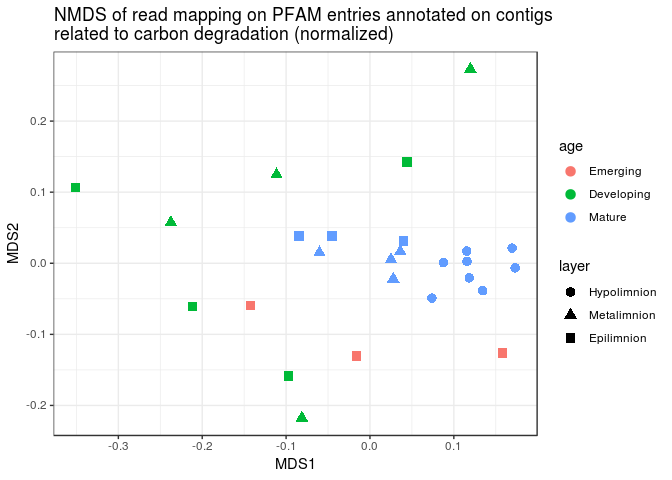 NMDS of read mapping on PFAM entries annotated on contigs
related to carbon degradation (normalized)
MDS2
0.2
0.1
0.0
-0.1
-0.2
-0.3
-0.2
-0.1
0.0
0.1
MDS1
age
Emerging
Developing
Mature
layer
Hypolimnion
Metalimnion
Epilimnion